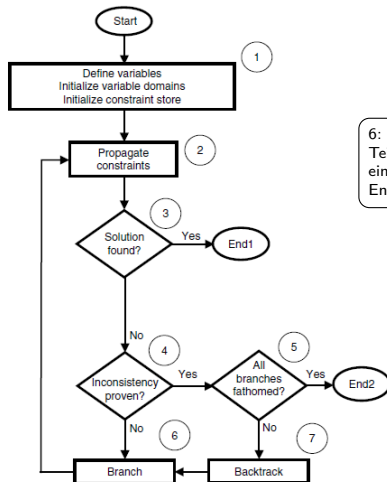 Start
1
Define variables
Initialize variable domains
Initialize constraint store
2
Propagate
constraints
6:
Te
ein
En
3
Solution
found?
Yes
End1
No
4
Inconsistency
proven?
Yes
5
All
branches
fathomed?
Yes
End2
No
6
No
7
Branch
Backtrack